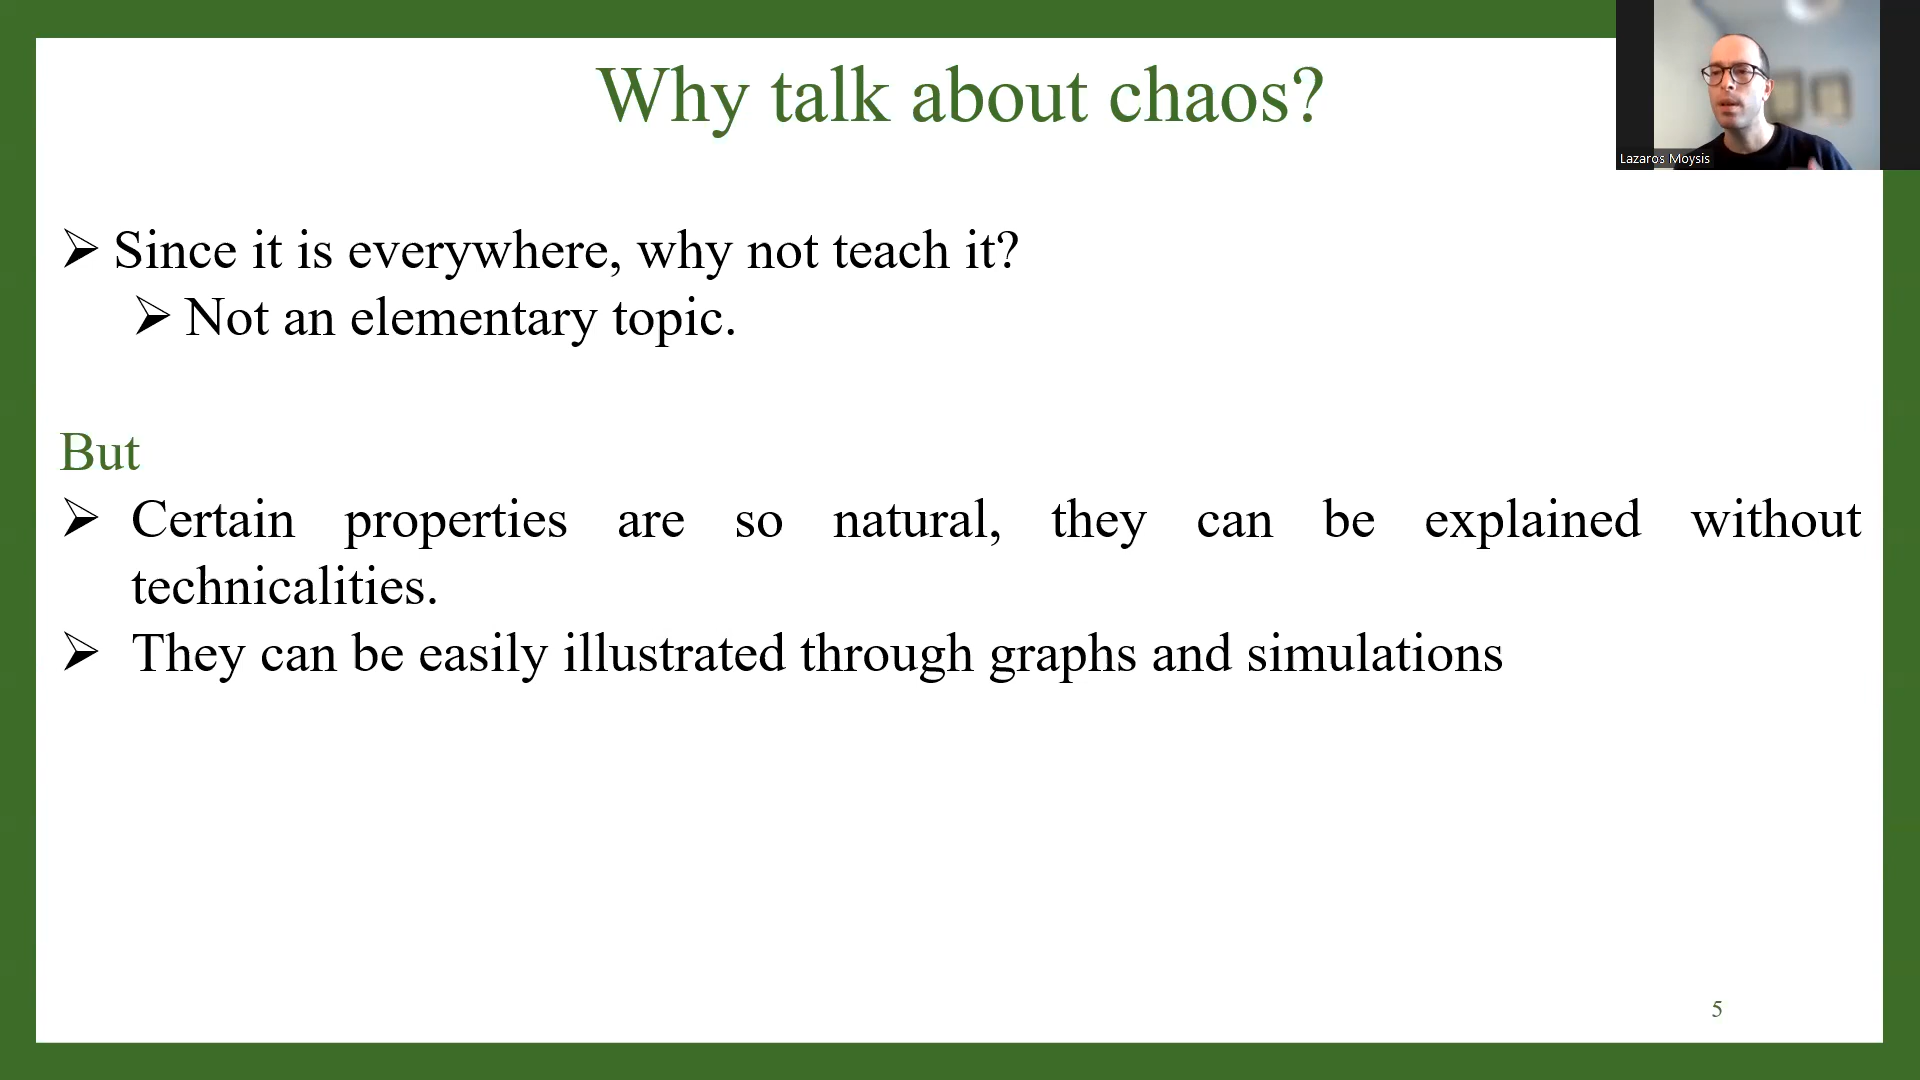 Why talk about chaos?
Lazaros Moysis
➢ Since it is everywhere, why not teach it?
➢ Not an elementary topic.
But
➢ Certain properties are so natural, they can be explained without
technicalities.
➢ They can be easily illustrated through graphs and simulations
5